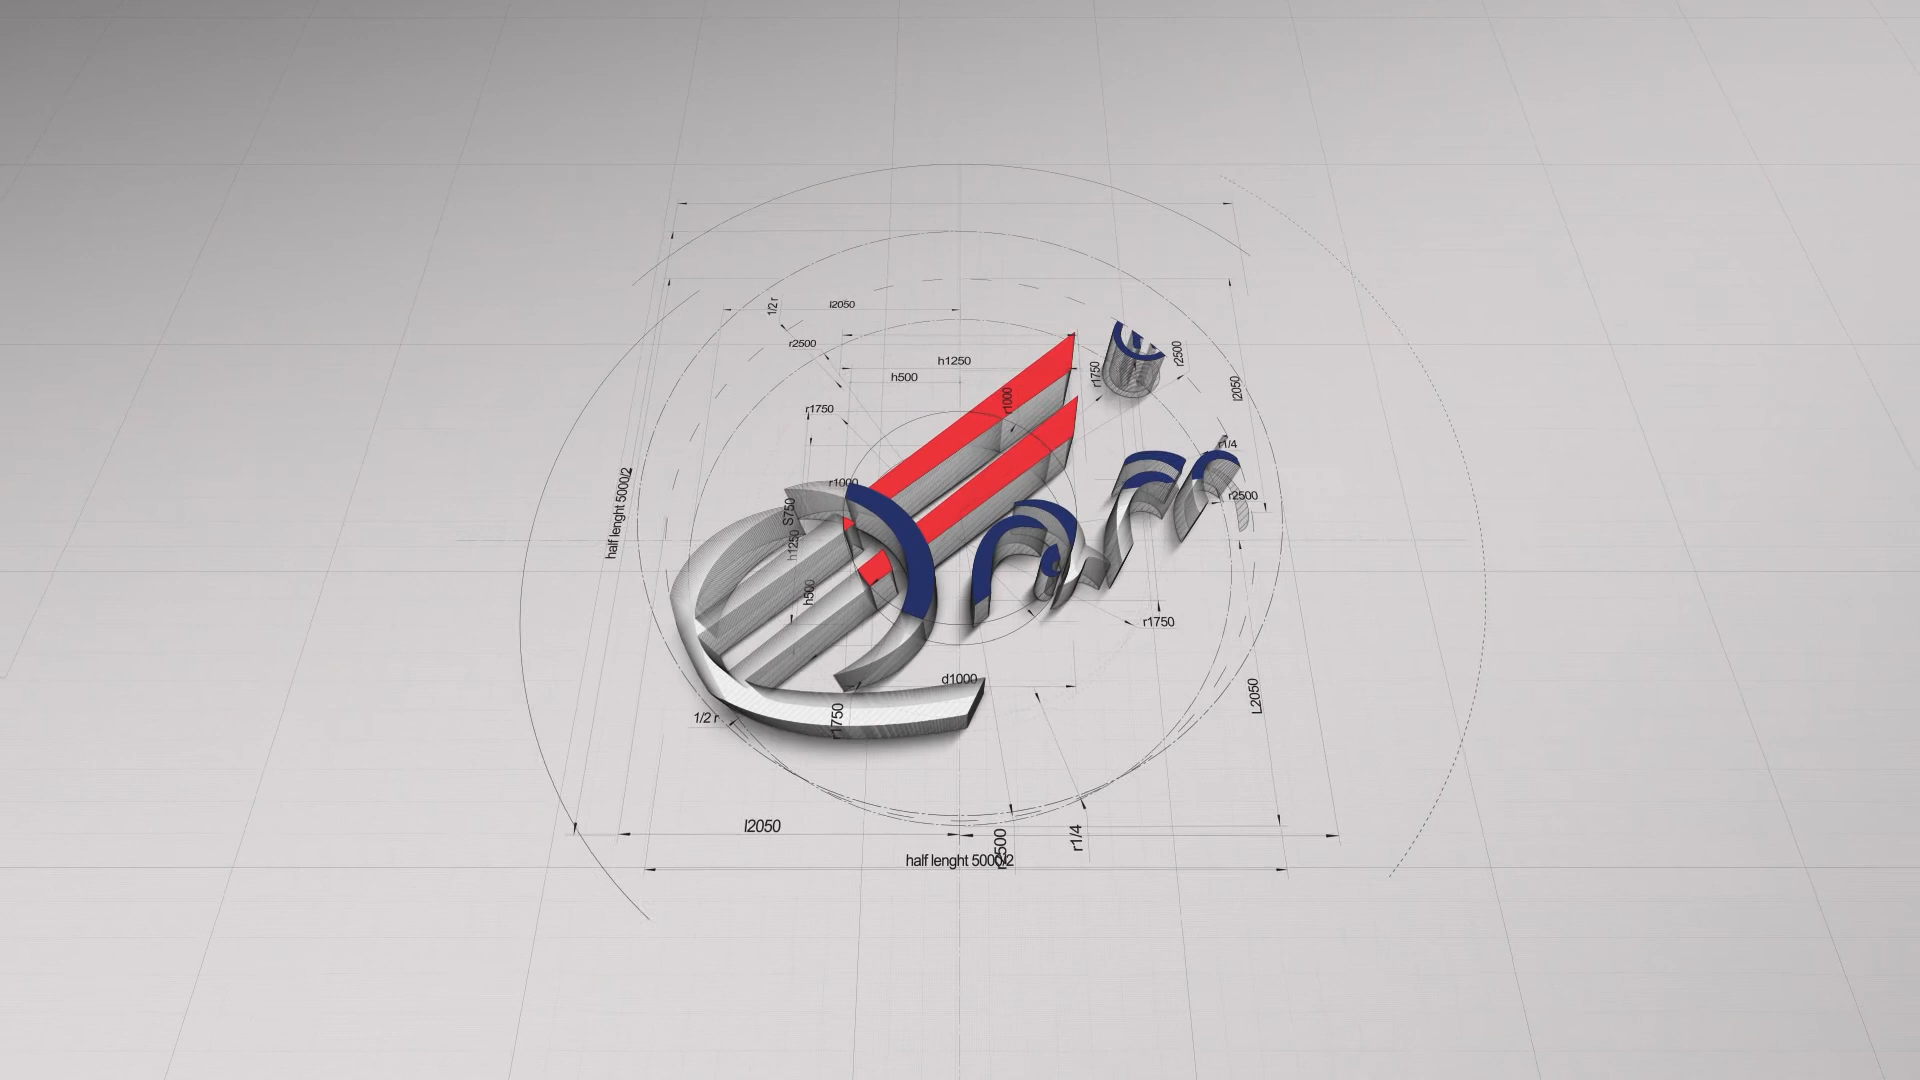 1/2 r
l2050
r2500
h1250
h500
r1750
r1000
r1000
S750
h1250
h500
half lenght 5000/2
r1750
r2500
l2050
r1/4
r2500
r1750
L2050
d1000
1/2 r
r1750
l2050
r2500
r1/4
half lenght 5000/2